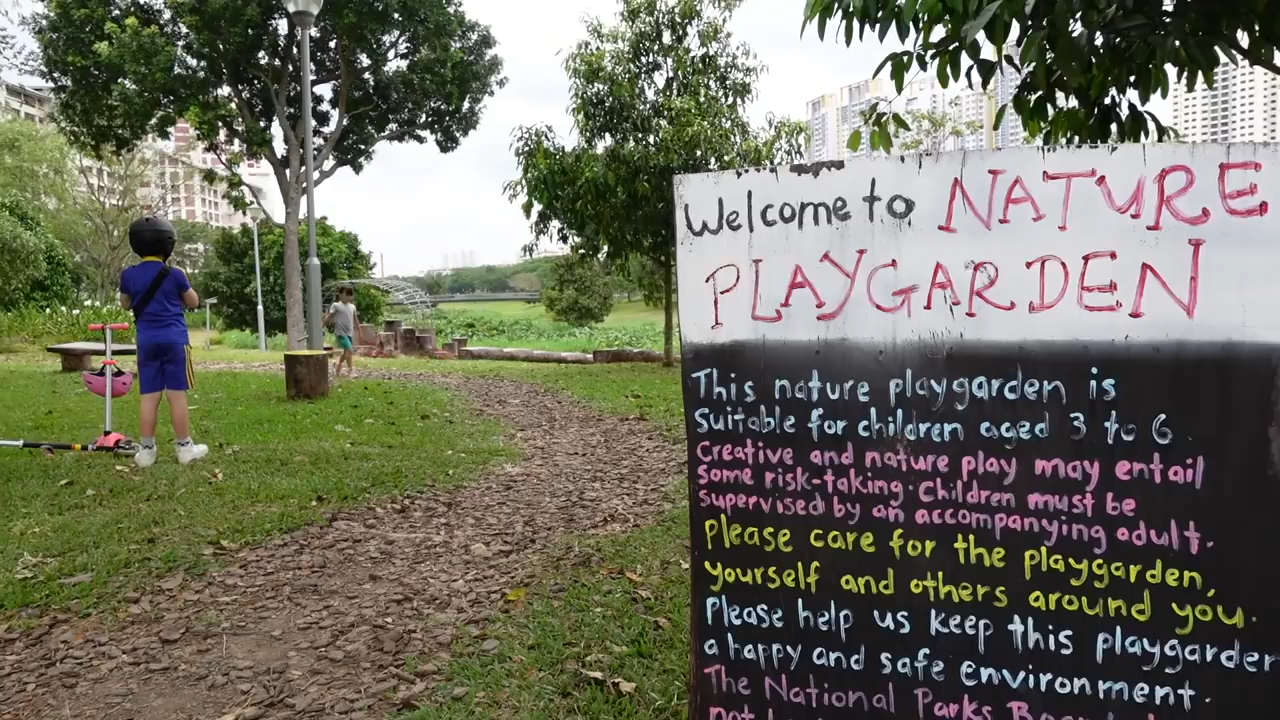 Welcome to NATURE
PLAYGARDEN
This nature playgarden is
suitable for children aged 3 to 6.
Creative and nature play may entail
some risk-taking. Children must be
supervised by an accompanying adult.
Please care for the playgarden,
yourself and others around you.
Please help us keep this playgarden
a happy and safe environment.
The National Parks
not